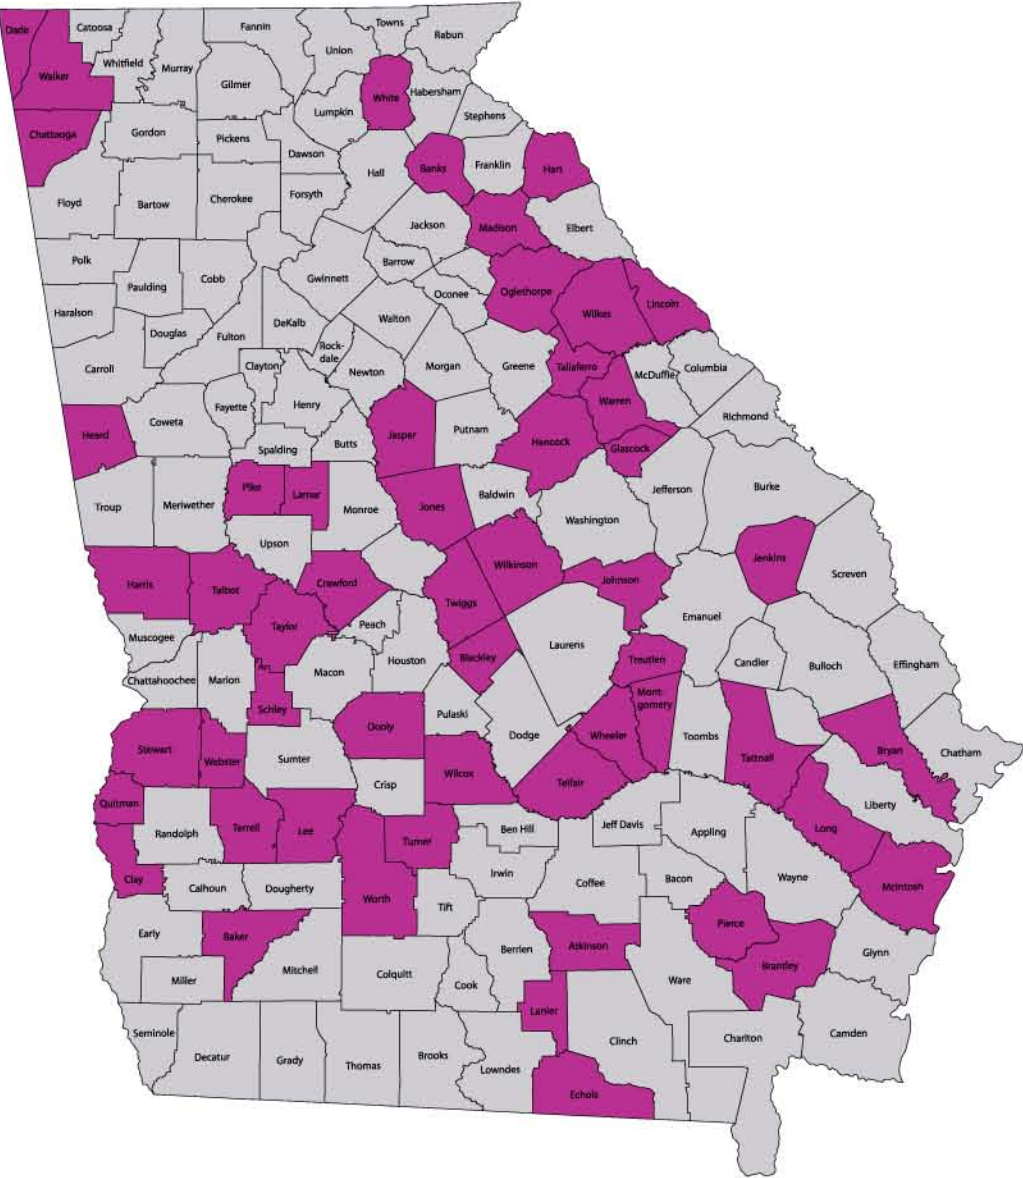 Dade
Catoosa
Fannin
Towns
Rabun
Union
Walker
Whitfield
Murray
Gilmer
White
Habersham
Lumpkin
Stephens
Chattooga
Gordon
Pickens
Dawson
Hall
Banks
Franklin
Hart
Floyd
Bartow
Cherokee
Forsyth
Jackson
Madison
Elbert
Polk
Paulding
Cobb
Gwinnett
Barrow
Oconee
Oglethorpe
Wilkes
Lincoln
Haralson
Douglas
Fulton
DeKalb
Walton
Rock-
dale
Carroll
Clayton
Newton
Morgan
Greene
Taliaferro
McDuffie
Columbia
Warren
Richmond
Heard
Coweta
Fayette
Henry
Spalding
Butts
Jasper
Putnam
Hancock
Glascock
Troup
Meriwether
Pike
Lamar
Monroe
Jones
Baldwin
Washington
Jefferson
Burke
Upson
Harris
Talbot
Crawford
Wilkinson
Johnson
Jenkins
Screven
Twiggs
Taylor
Peach
Emanuel
Muscogee
Laurens
Chattahoochee
Marion
Macon
Houston
Bleckley
Treutlen
Candler
Bulloch
Effingham
Schley
Dooly
Pulaski
Mont-
gomery
Stewart
Webster
Sumter
Dodge
Wheeler
Toombs
Tattnall
Bryan
Chatham
Crisp
Wilcox
Telfair
Quitman
Randolph
Terrell
Lee
Turner
Ben Hill
Jeff Davis
Appling
Long
Liberty
Clay
Calhoun
Dougherty
Worth
Irwin
Coffee
Bacon
Wayne
McIntosh
Tift
Early
Baker
Berrien
Atkinson
Pierce
Glynn
Miller
Mitchell
Colquitt
Cook
Ware
Brantley
Lanier
Seminole
Decatur
Grady
Thomas
Brooks
Lowndes
Clinch
Charlton
Camden
Echols